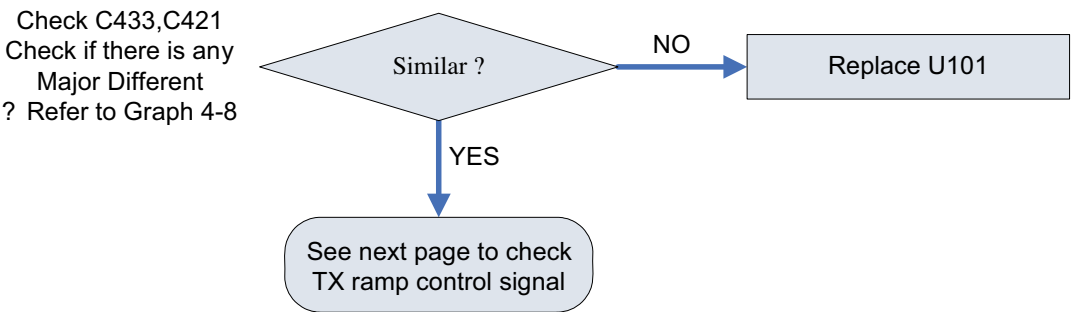 Check C433,C421
Check if there is any
Major Different
? Refer to Graph 4-8
Similar ?
NO
Replace U101
YES
See next page to check
TX ramp control signal